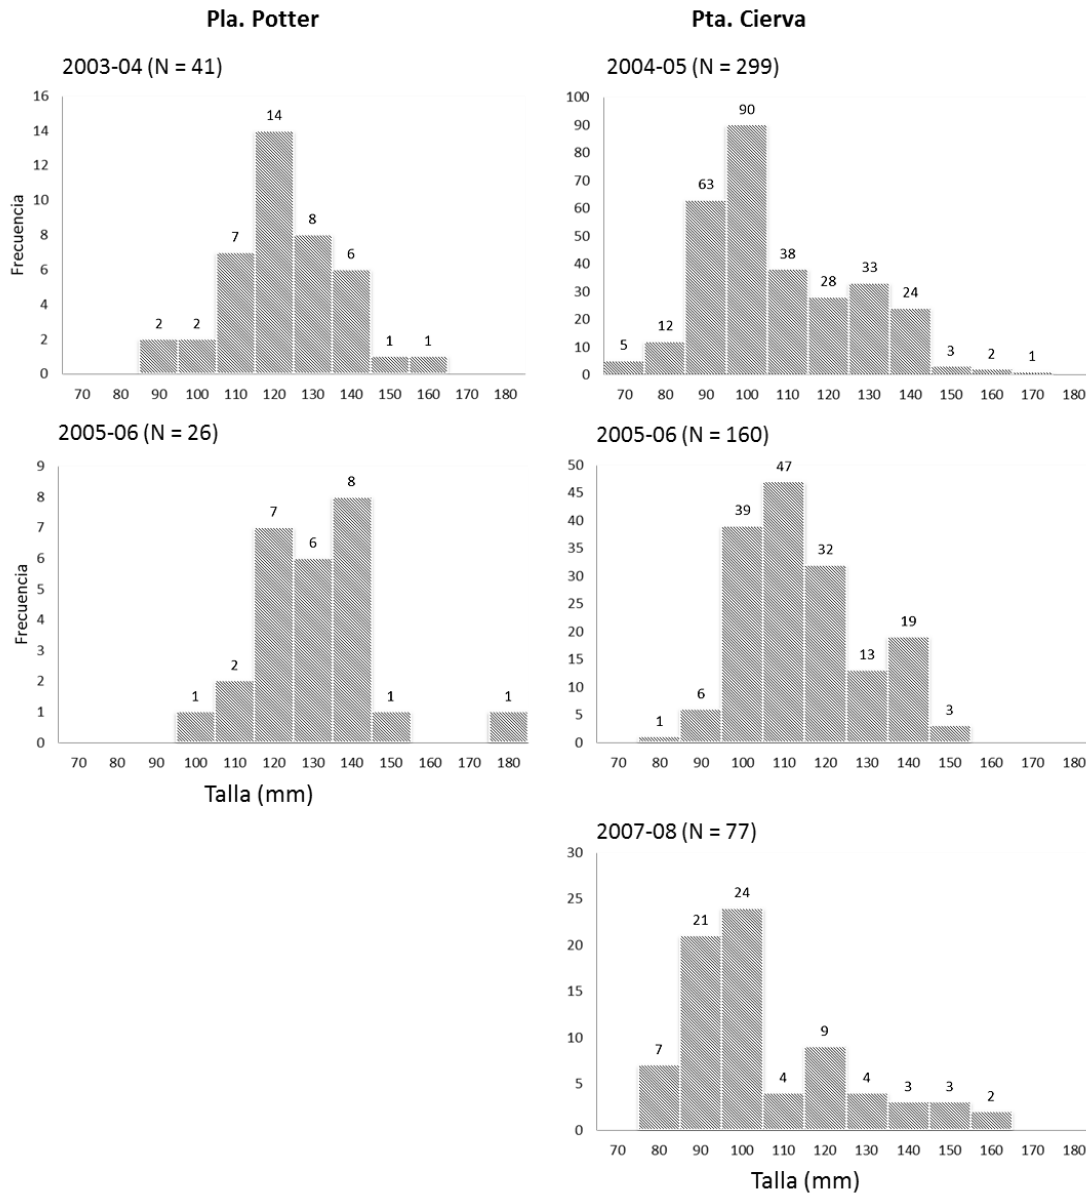 Pla. Potter
Pta. Cierva
2003-04 (N = 41)
16
14
12
10
8
6
4
2
0
Frecuencia
2 2 7 14 8 6 1 1
70 80 90 100 110 120 130 140 150 160 170 180
2004-05 (N = 299)
100
90
80
70
60
50
40
30
20
10
0
5 12 63 90 38 28 33 24 3 2 1
70 80 90 100 110 120 130 140 150 160 170 180
2005-06 (N = 26)
9
8
7
6
5
4
3
2
1
0
Frecuencia
1 2 7 6 8 1 1
70 80 90 100 110 120 130 140 150 160 170 180
Talla (mm)
2005-06 (N = 160)
50
45
40
35
30
25
20
15
10
5
0
1 6 39 47 32 13 19 3
70 80 90 100 110 120 130 140 150 160 170 180
2007-08 (N = 77)
30
25
20
15
10
5
0
7 21 24 4 9 4 3 3 2
70 80 90 100 110 120 130 140 150 160 170 180
Talla (mm)